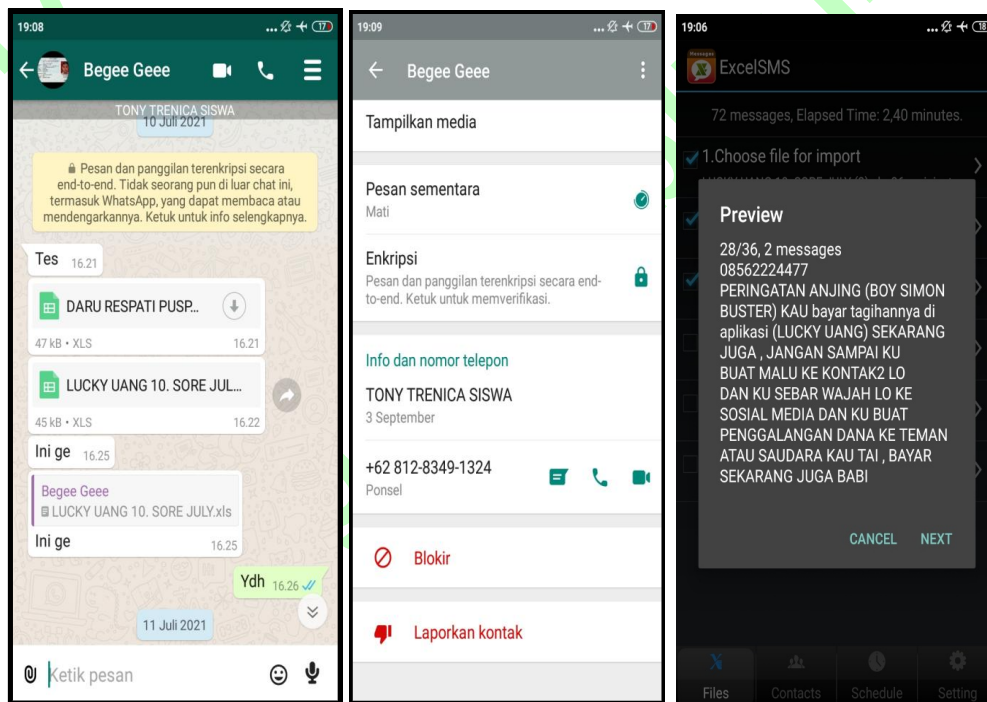 19:08
17
Begee Geee
TONY TRENICA SISWA
10 Juli 2021
Pesan dan panggilan terenkripsi secara
end-to-end. Tidak seorang pun di luar chat ini,
termasuk WhatsApp, yang dapat membaca atau
mendengarkannya. Ketuk untuk info selengkapnya.
Tes 16.21
DARU RESPATI PUSP...
47 kB • XLS 16.21
LUCKY UANG 10. SORE JUL...
45 kB • XLS 16.22
Ini ge 16.25
Begee Geee
LUCKY UANG 10. SORE JULY.xls
Ini ge 16.25
Ydh 16.26
11 Juli 2021
Ketik pesan
19:09
17
Begee Geee
Tampilkan media
Pesan sementara
Mati
Enkripsi
Pesan dan panggilan terenkripsi secara end-
to-end. Ketuk untuk memverifikasi.
Info dan nomor telepon
TONY TRENICA SISWA
3 September
+62 812-8349-1324
Ponsel
Blokir
Laporkan kontak
19:06
18
Messages
ExcelSMS
72 messages, Elapsed Time: 2,40 minutes.
1.Choose file for import
Preview
28/36, 2 messages
08562224477
PERINGATAN ANJING (BOY SIMON
BUSTER) KAU bayar tagihannya di
aplikasi (LUCKY UANG) SEKARANG
JUGA , JANGAN SAMPAI KU
BUAT MALU KE KONTAK2 LO
DAN KU SEBAR WAJAH LO KE
SOSIAL MEDIA DAN KU BUAT
PENGGALANGAN DANA KE TEMAN
ATAU SAUDARA KAU TAI , BAYAR
SEKARANG JUGA BABI
CANCEL NEXT
Files Contacts Schedule Setting